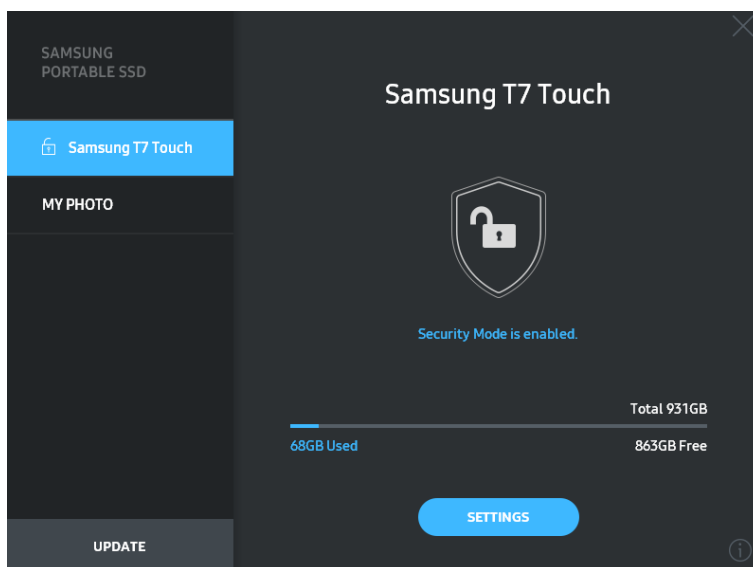 SAMSUNG
PORTABLE SSD
Samsung T7 Touch
MY PHOTO
UPDATE
Samsung T7 Touch
Security Mode is enabled.
Total 931GB
68GB Used
863GB Free
SETTINGS